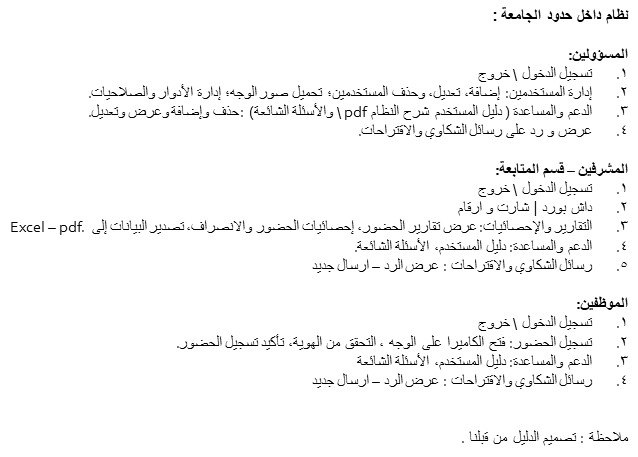 نظام داخل حدود الجامعة :
المسؤولين:
١. تسجيل الدخول \ خروج
٢. إدارة المستخدمين: إضافة، تعديل، وحذف المستخدمين؛ تحميل صور الوجه؛ إدارة الأدوار والصلاحيات.
٣. الدعم والمساعدة ( دليل المستخدم شرح النظام pdf \ والأسئلة الشائعة) :حذف وإضافة وعرض وتعديل.
٤. عرض و رد على رسائل الشكاوي والاقتراحات.
المشرفين – قسم المتابعة:
١. تسجيل الدخول \ خروج
٢. داش بورد | شارت و ارقام
٣. التقارير والإحصائيات: عرض تقارير الحضور، إحصائيات الحضور والانصراف، تصدير البيانات إلى Excel – pdf.
٤. الدعم والمساعدة: دليل المستخدم، الأسئلة الشائعة.
٥. رسائل الشكاوي والاقتراحات : عرض الرد – ارسال جديد
الموظفين:
١. تسجيل الدخول \ خروج
٢. تسجيل الحضور: فتح الكاميرا على الوجه ، التحقق من الهوية، تأكيد تسجيل الحضور.
٣. الدعم والمساعدة: دليل المستخدم، الأسئلة الشائعة
٤. رسائل الشكاوي والاقتراحات : عرض الرد – ارسال جديد
ملاحظة : تصميم الدليل من قبلنا .